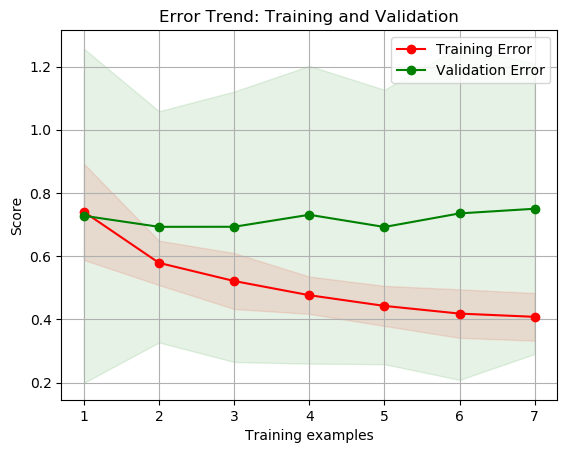 Error Trend: Training and Validation
Training Error
Validation Error
Score
1.2
1.0
0.8
0.6
0.4
0.2
1 2 3 4 5 6 7
Training examples